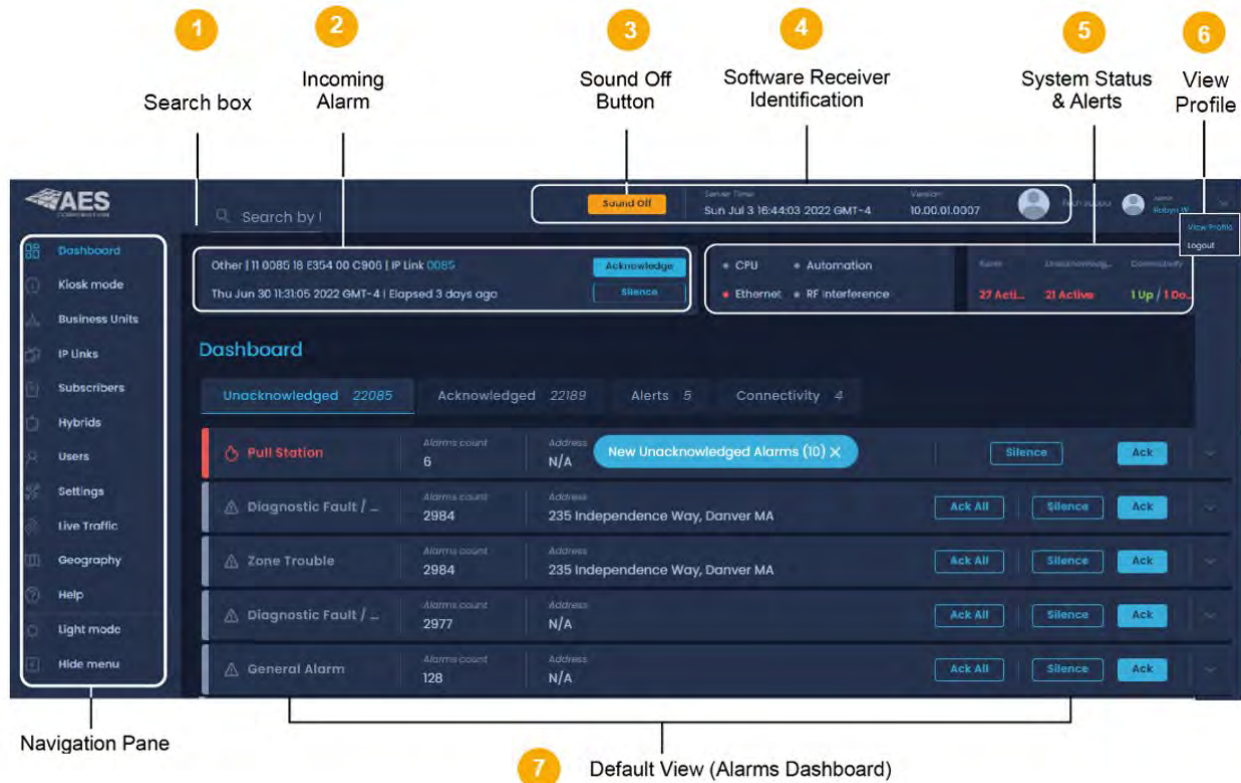 1
2
3
4
5
6
Search box
Incoming
Alarm
Sound Off
Button
Software Receiver
Identification
System Status
& Alerts
View
Profile
AES
CORPORATION
Search by
Sound Off
Server Time:
Sun Jul 3 16:44:03 2022 GMT-4
Version:
10.00.01.0007
Robyn W
View Profile
Logout
Other | 11 0085 18 E354 00 C906 | IP Link 0085
Acknowledge
Thu Jun 30 11:31:05 2022 GMT-4 | Elapsed 3 days ago
Silence
CPU
Automation
Ethernet
RF Interference
27 Acti...
21 Active
Connectivity
1 Up / 1 Do...
Dashboard
Kiosk mode
Business Units
IP Links
Subscribers
Hybrids
Users
Settings
Live Traffic
Geography
Help
Light mode
Hide menu
Dashboard
Unacknowledged 22085
Acknowledged 22189
Alerts 5
Connectivity 4
Pull Station
Alarms count
6
Address
N/A
New Unacknowledged Alarms (10) X
Silence
Ack
Diagnostic Fault / ...
Alarms count
2984
Address
235 Independence Way, Danver MA
Ack All
Silence
Ack
Zone Trouble
Alarms count
2984
Address
235 Independence Way, Danver MA
Ack All
Silence
Ack
Diagnostic Fault / ...
Alarms count
2977
Address
N/A
Ack All
Silence
Ack
General Alarm
Alarms count
128
Address
N/A
Ack All
Silence
Ack
Navigation Pane
7
Default View (Alarms Dashboard)